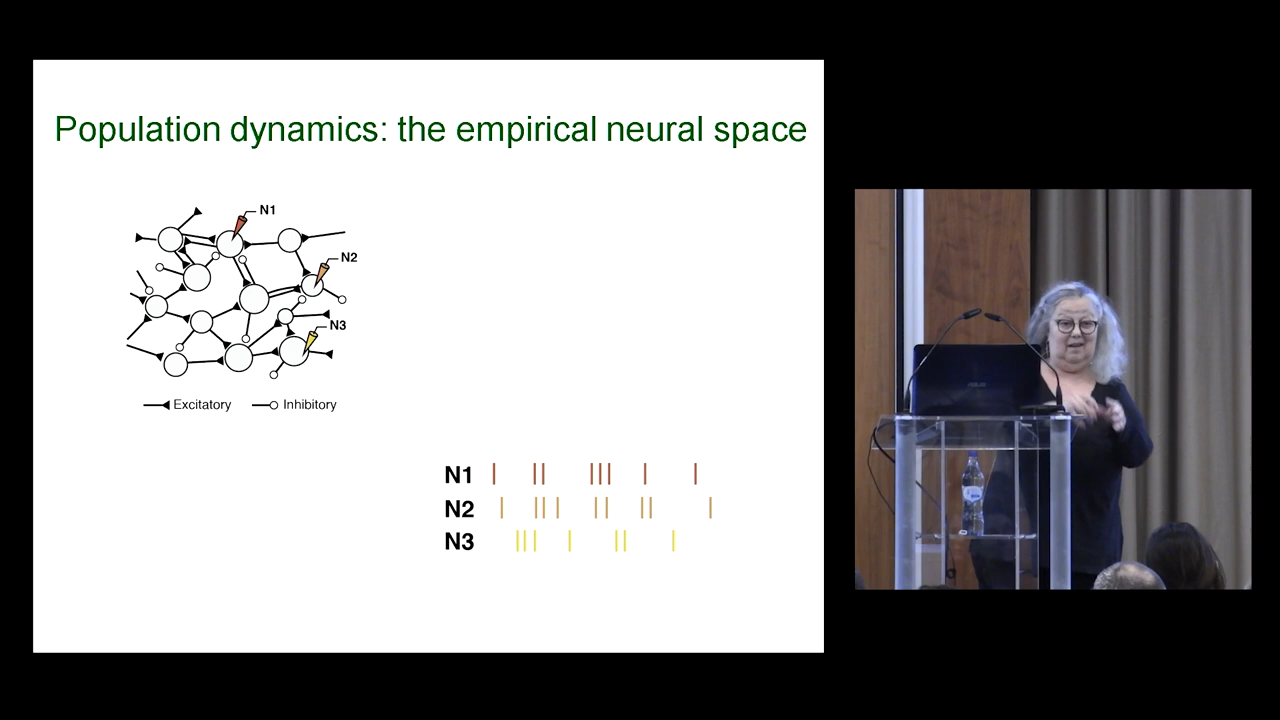 Population dynamics: the empirical neural space
N1
N2
N3
Excitatory Inhibitory
N1
N2
N3